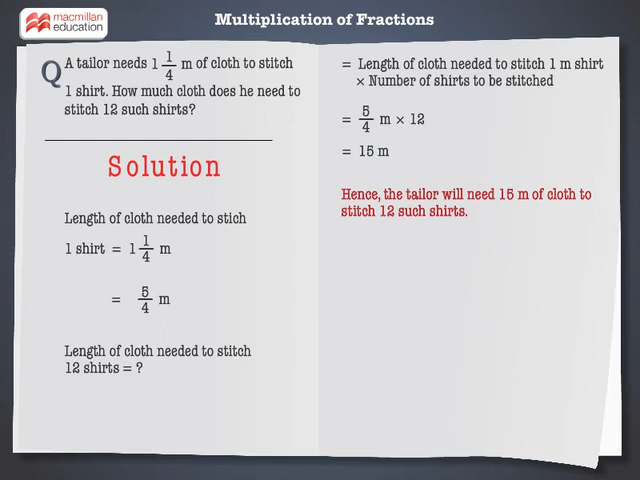 macmillan
education
Multiplication of Fractions
Q A tailor needs 1 1/4 m of cloth to stitch
1 shirt. How much cloth does he need to
stitch 12 such shirts?
Solution
Length of cloth needed to stich
1 shirt = 1 1/4 m
= 5/4 m
Length of cloth needed to stitch
12 shirts = ?
= Length of cloth needed to stitch 1 m shirt
× Number of shirts to be stitched
= 5/4 m × 12
= 15 m
Hence, the tailor will need 15 m of cloth to
stitch 12 such shirts.